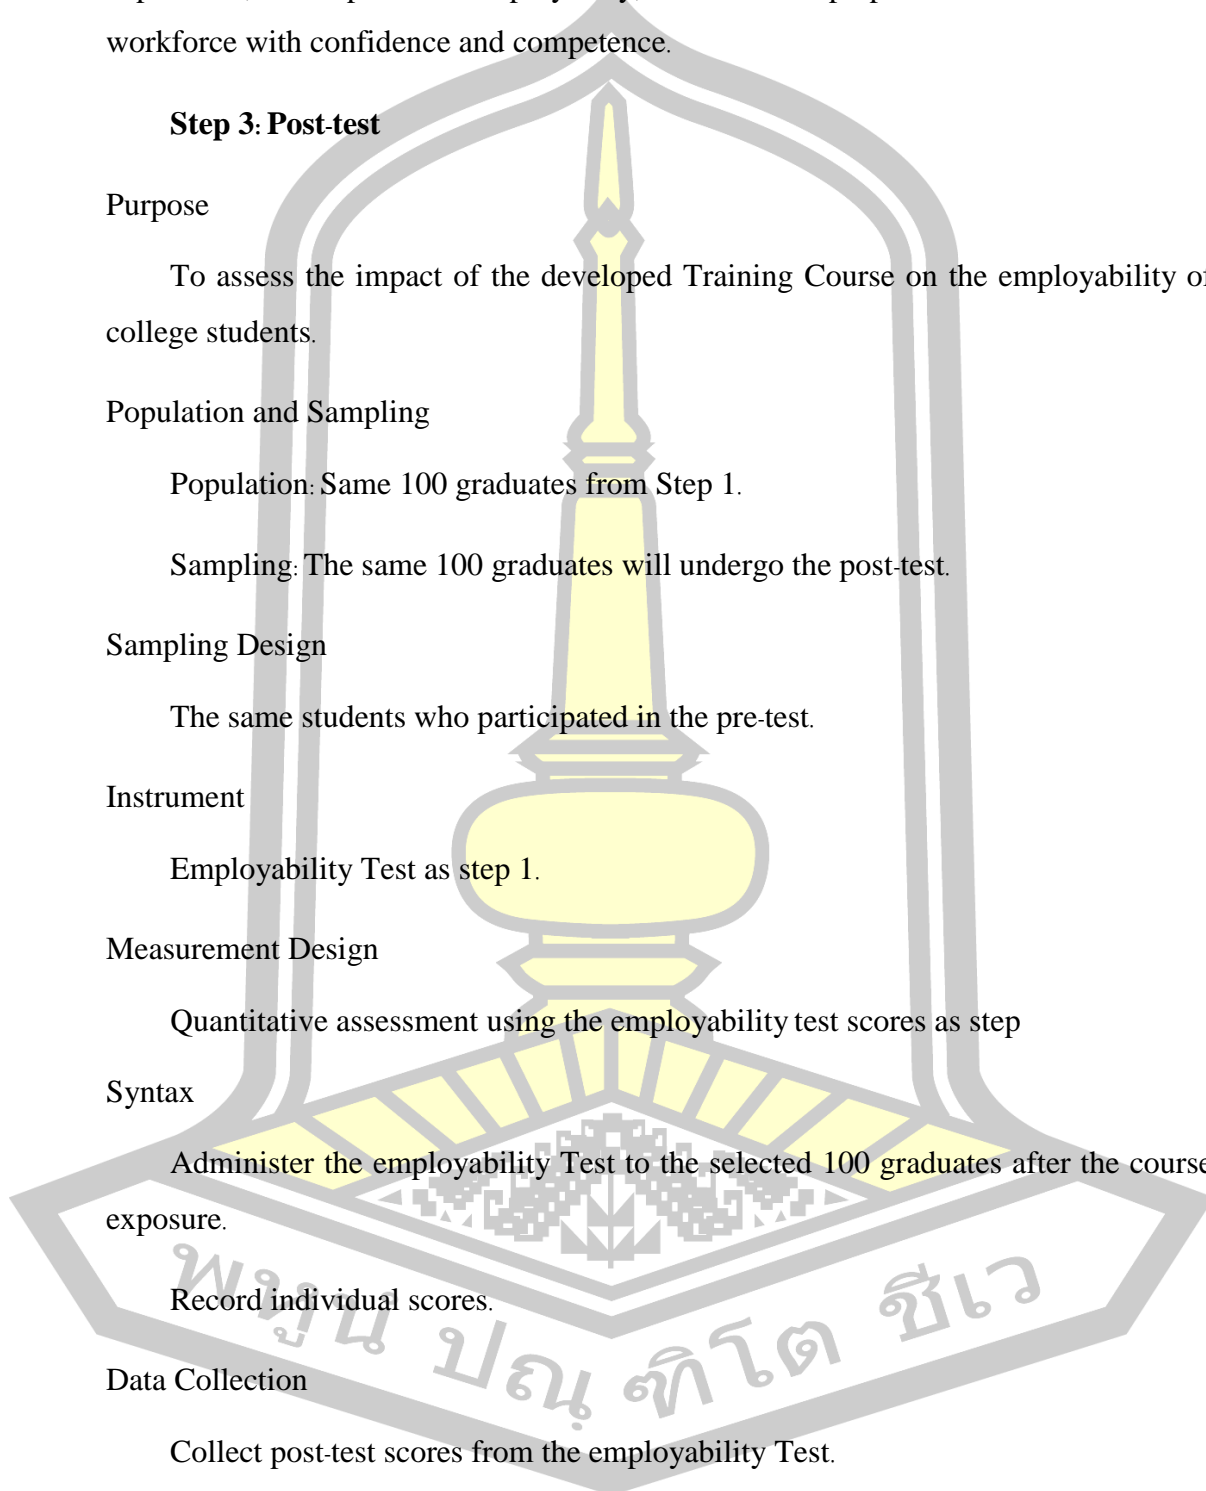 workforce with confidence and competence.
Step 3: Post-test
Purpose
To assess the impact of the developed Training Course on the employability of
college students.
Population and Sampling
Population: Same 100 graduates from Step 1.
Sampling: The same 100 graduates will undergo the post-test.
Sampling Design
The same students who participated in the pre-test.
Instrument
Employability Test as step 1.
Measurement Design
Quantitative assessment using the employability test scores as step
Syntax
Administer the employability Test to the selected 100 graduates after the course
exposure.
Record individual scores.
Data Collection
Collect post-test scores from the employability Test.
พหูน ปณฺฑิโต ชีเว